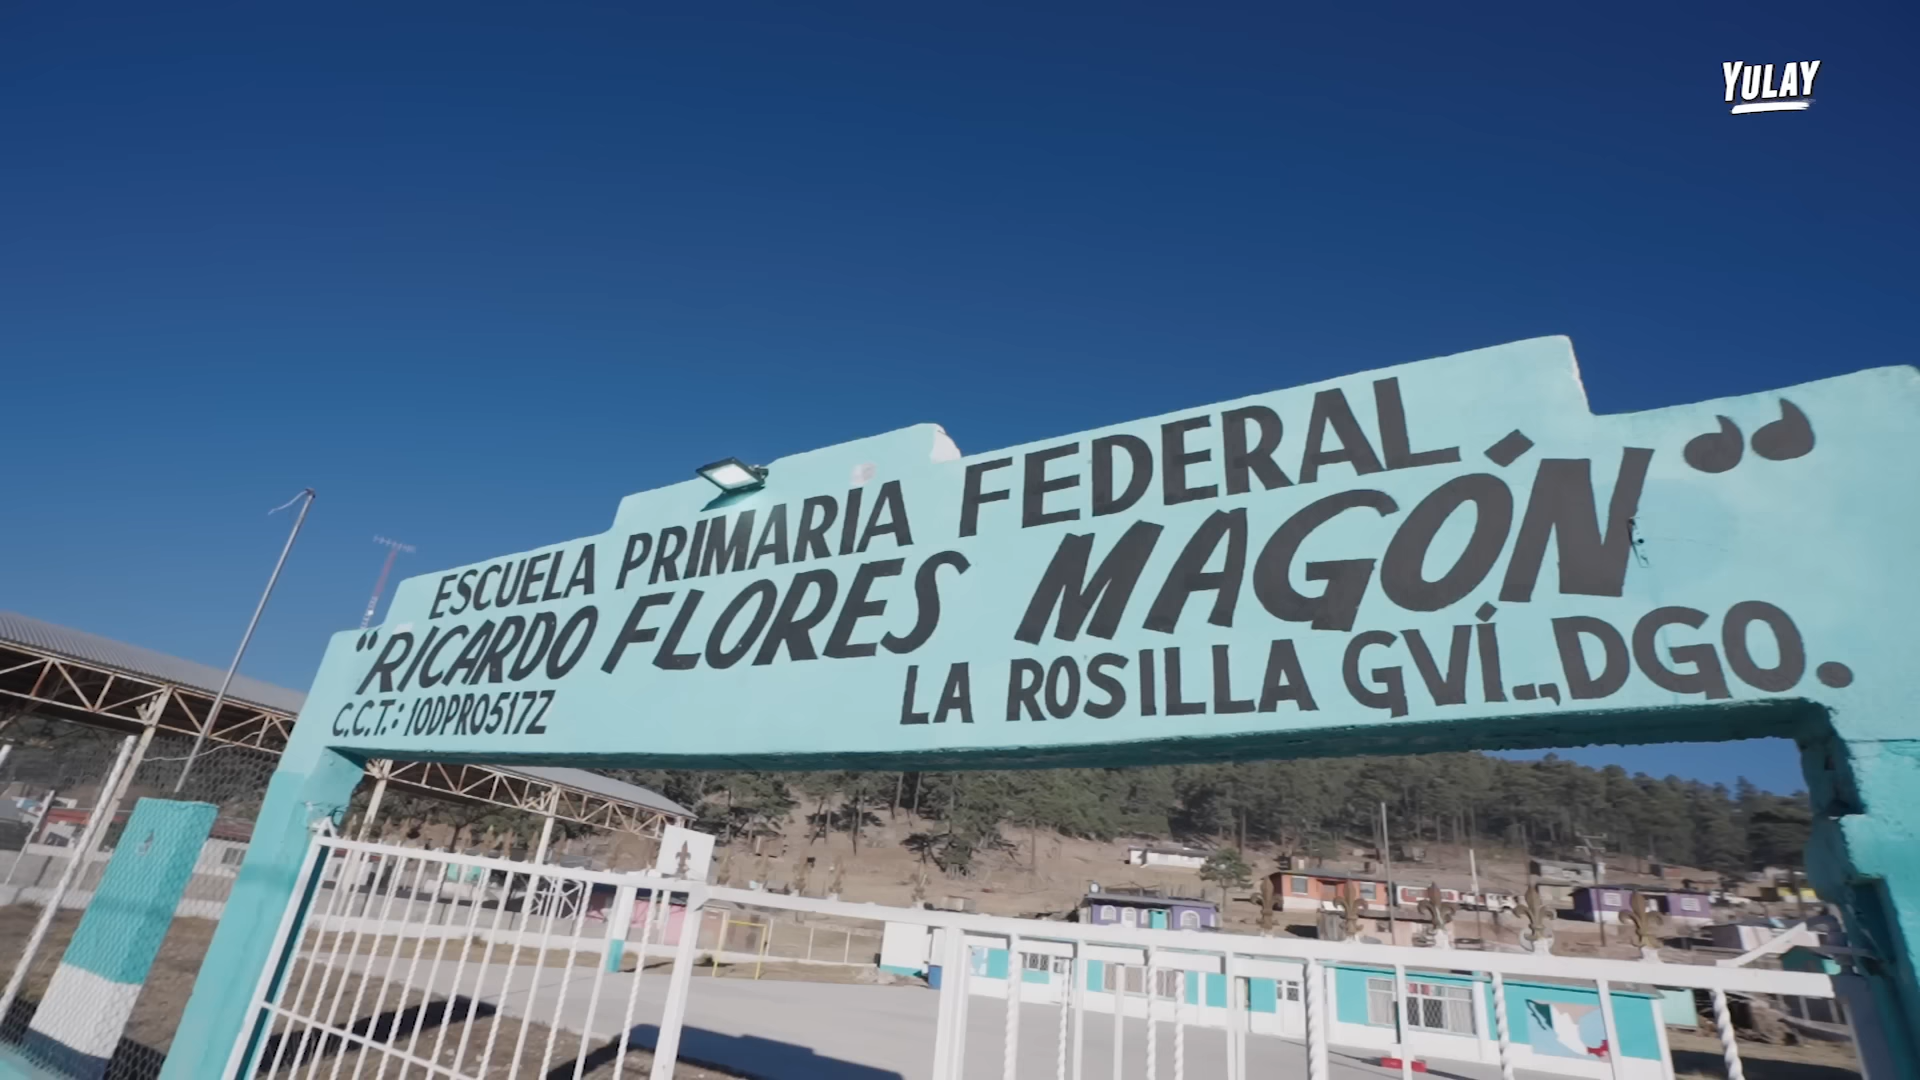 YULAY
ESCUELA PRIMARIA FEDERAL
“RICARDO FLORES MAGÓN”
C.C.T.: 10DPR0517Z
LA ROSILLA GVÍ.,, DGO.